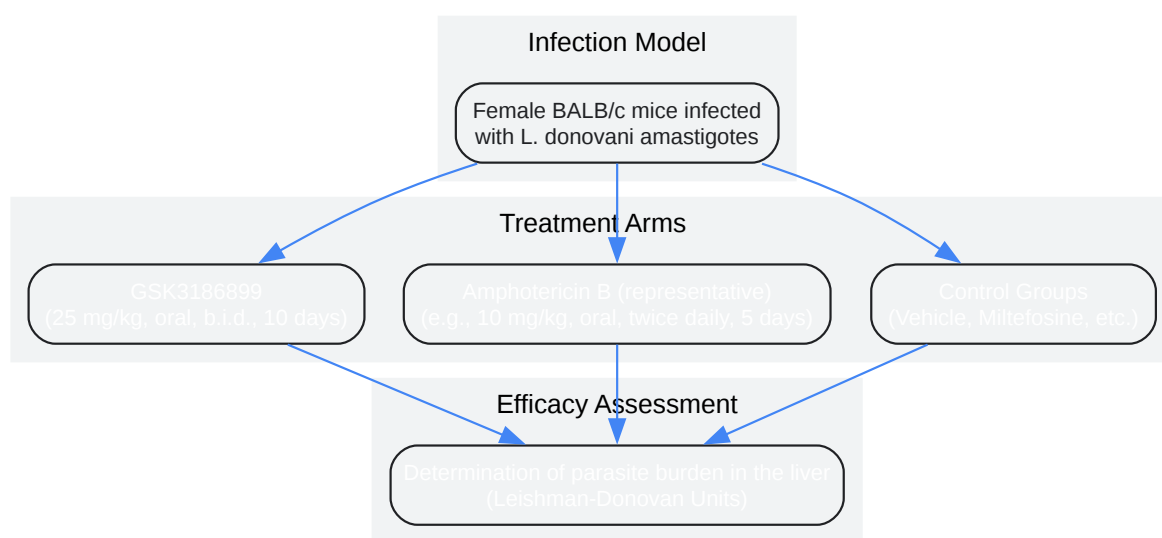 Infection Model
Female BALB/c mice infected
with L. donovani amastigotes
Treatment Arms
GSK3186899
(25 mg/kg, oral, b.i.d., 10 days)
Amphotericin B (representative)
(e.g., 10 mg/kg, oral, twice daily, 5 days)
Control Groups
(Vehicle, Miltefosine, etc.)
Efficacy Assessment
Determination of parasite burden in the liver
(Leishman-Donovan Units)